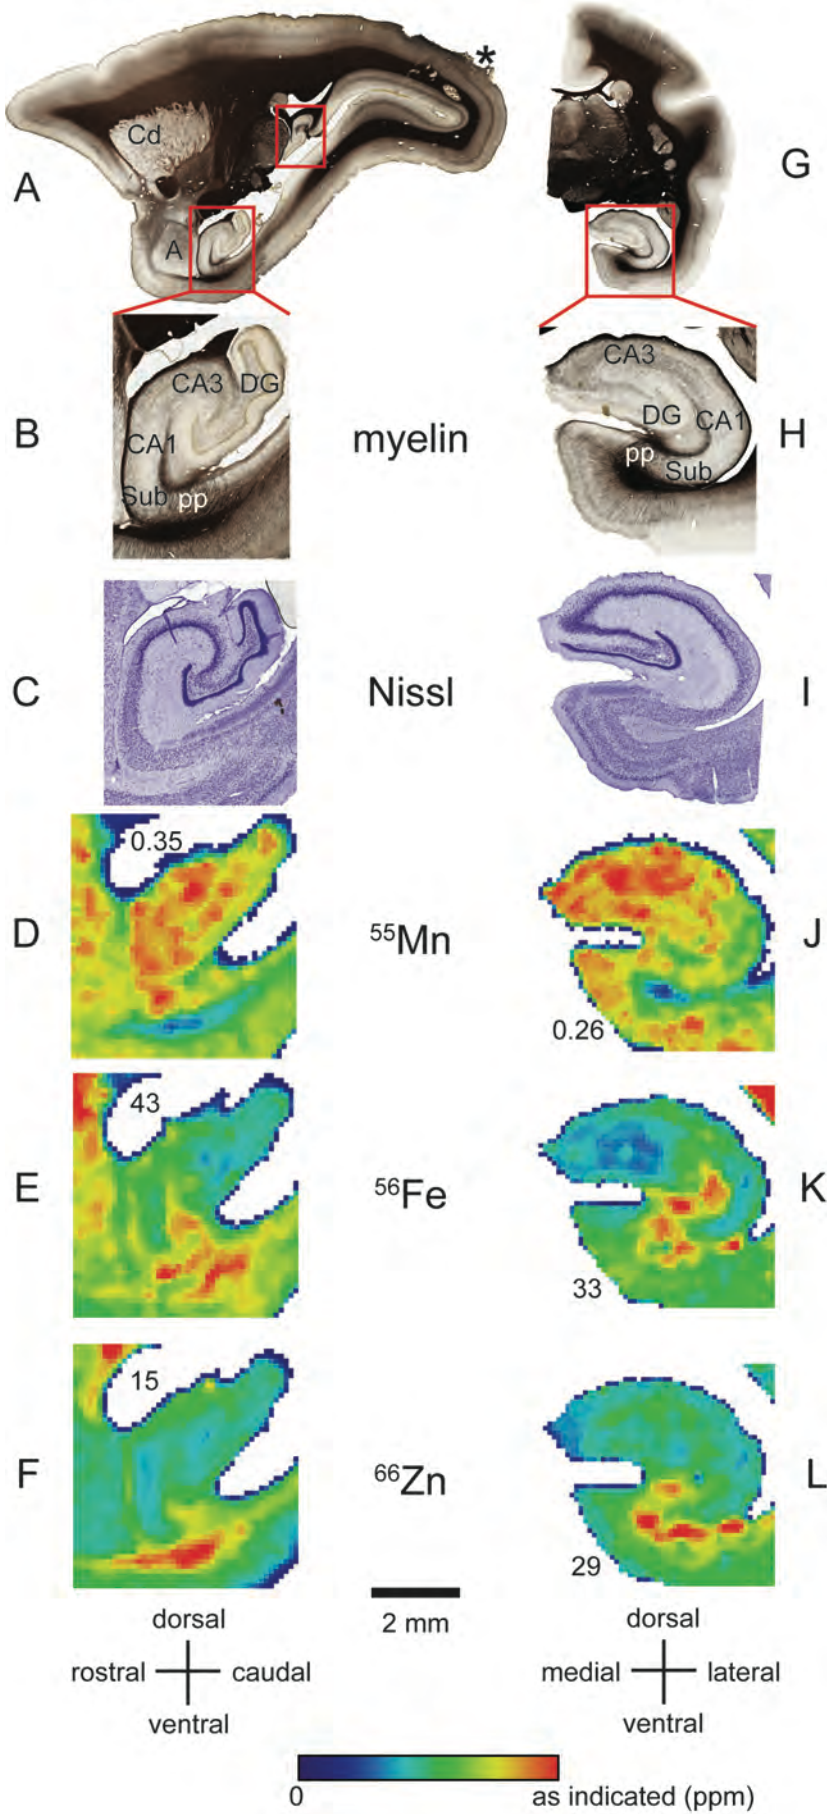 *
Cd
A
A
G
CA3
DG
B
CA1
myelin
Sub
pp
CA3
DG
CA1
H
pp
Sub
C
Nissl
I
0.35
D
55Mn
J
0.26
43
E
56Fe
K
33
15
F
66Zn
L
29
2 mm
dorsal
rostral
caudal
ventral
dorsal
medial
lateral
ventral
0
as indicated (ppm)